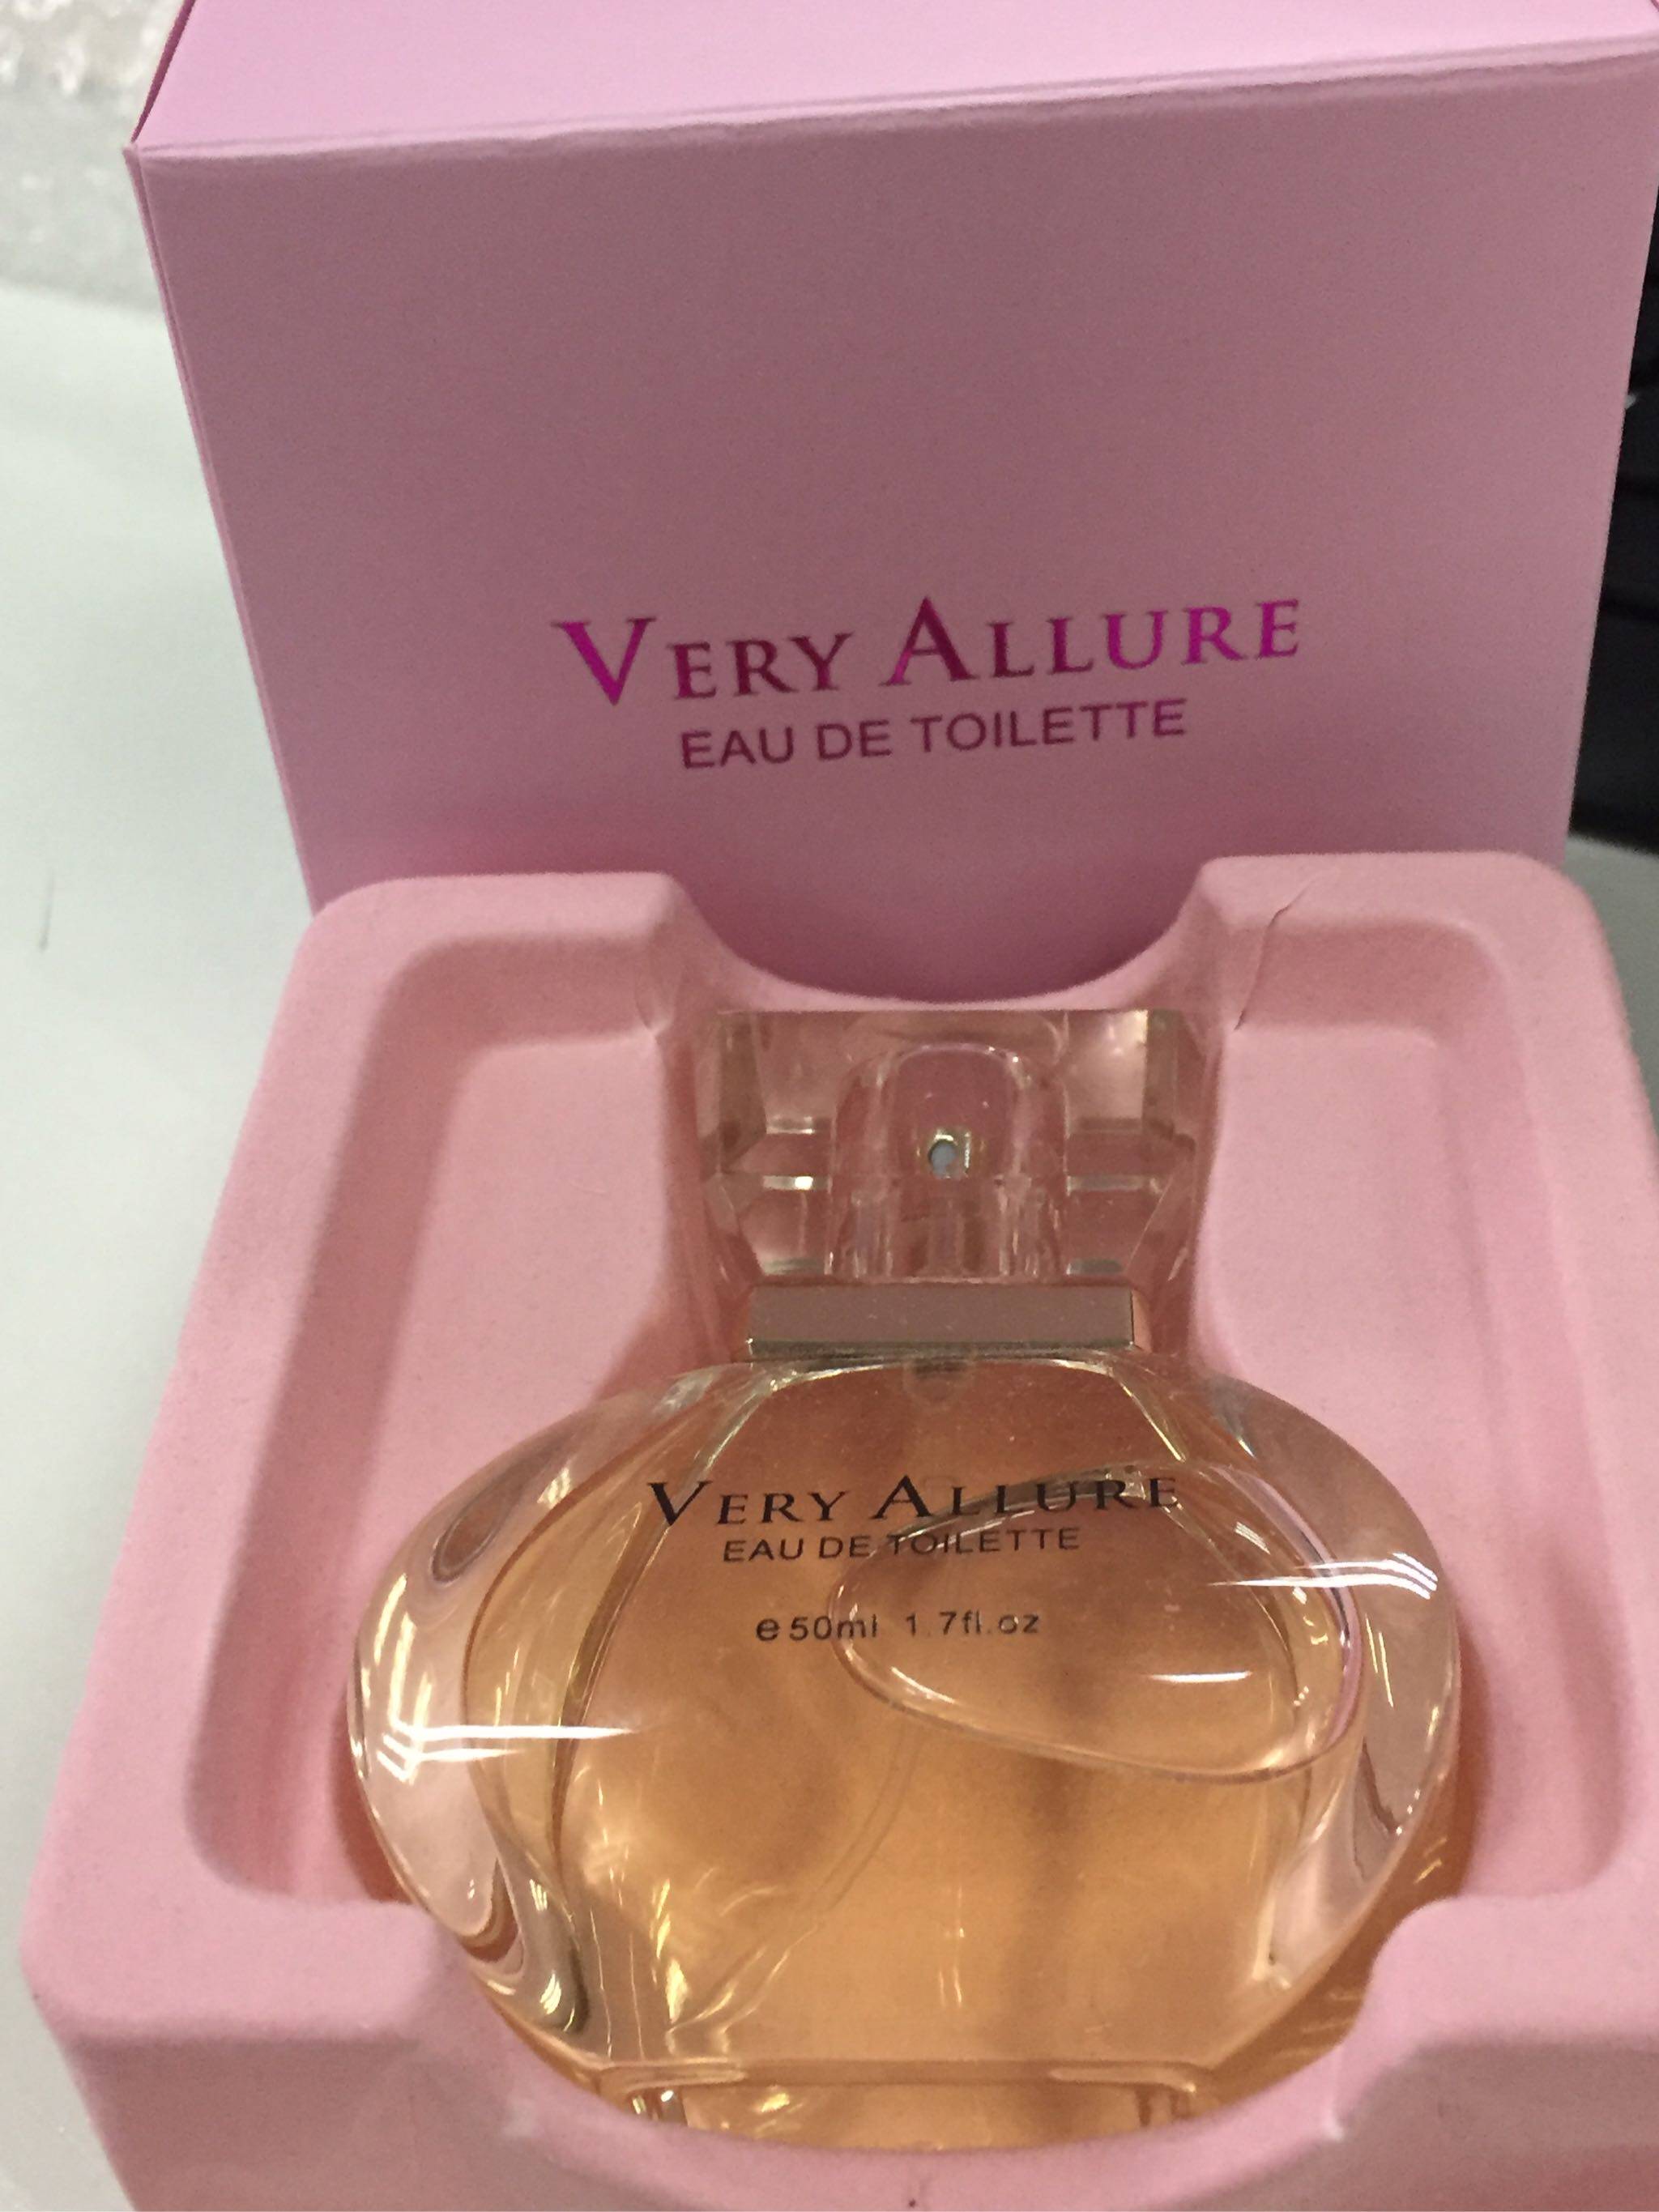 VERY ALLURE
EAU DE TOILETTE
VERY ALLURE
EAU DE TOILETTE
e 50ml 1.7fl.oz